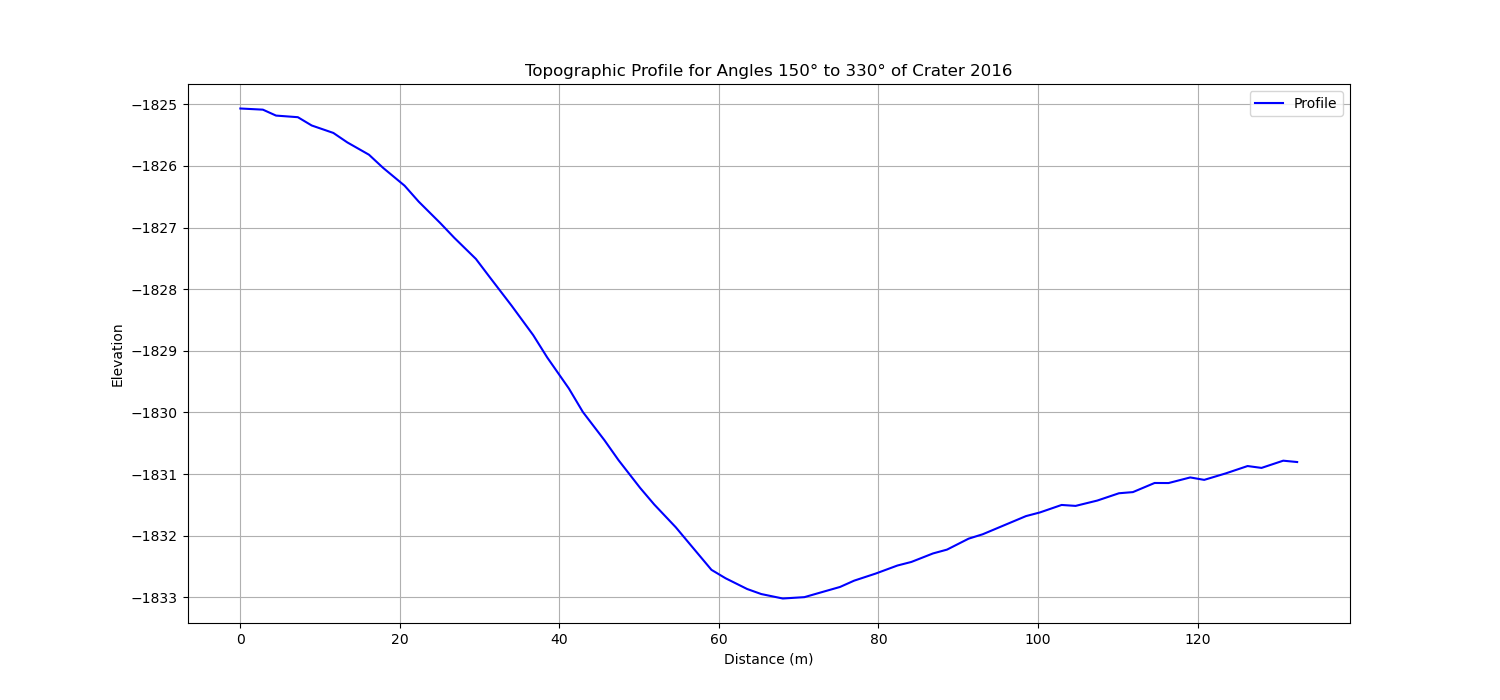 Topographic Profile for Angles 150° to 330° of Crater 2016
Profile
Elevation
−1825
−1826
−1827
−1828
−1829
−1830
−1831
−1832
−1833
0 20 40 60 80 100 120
Distance (m)